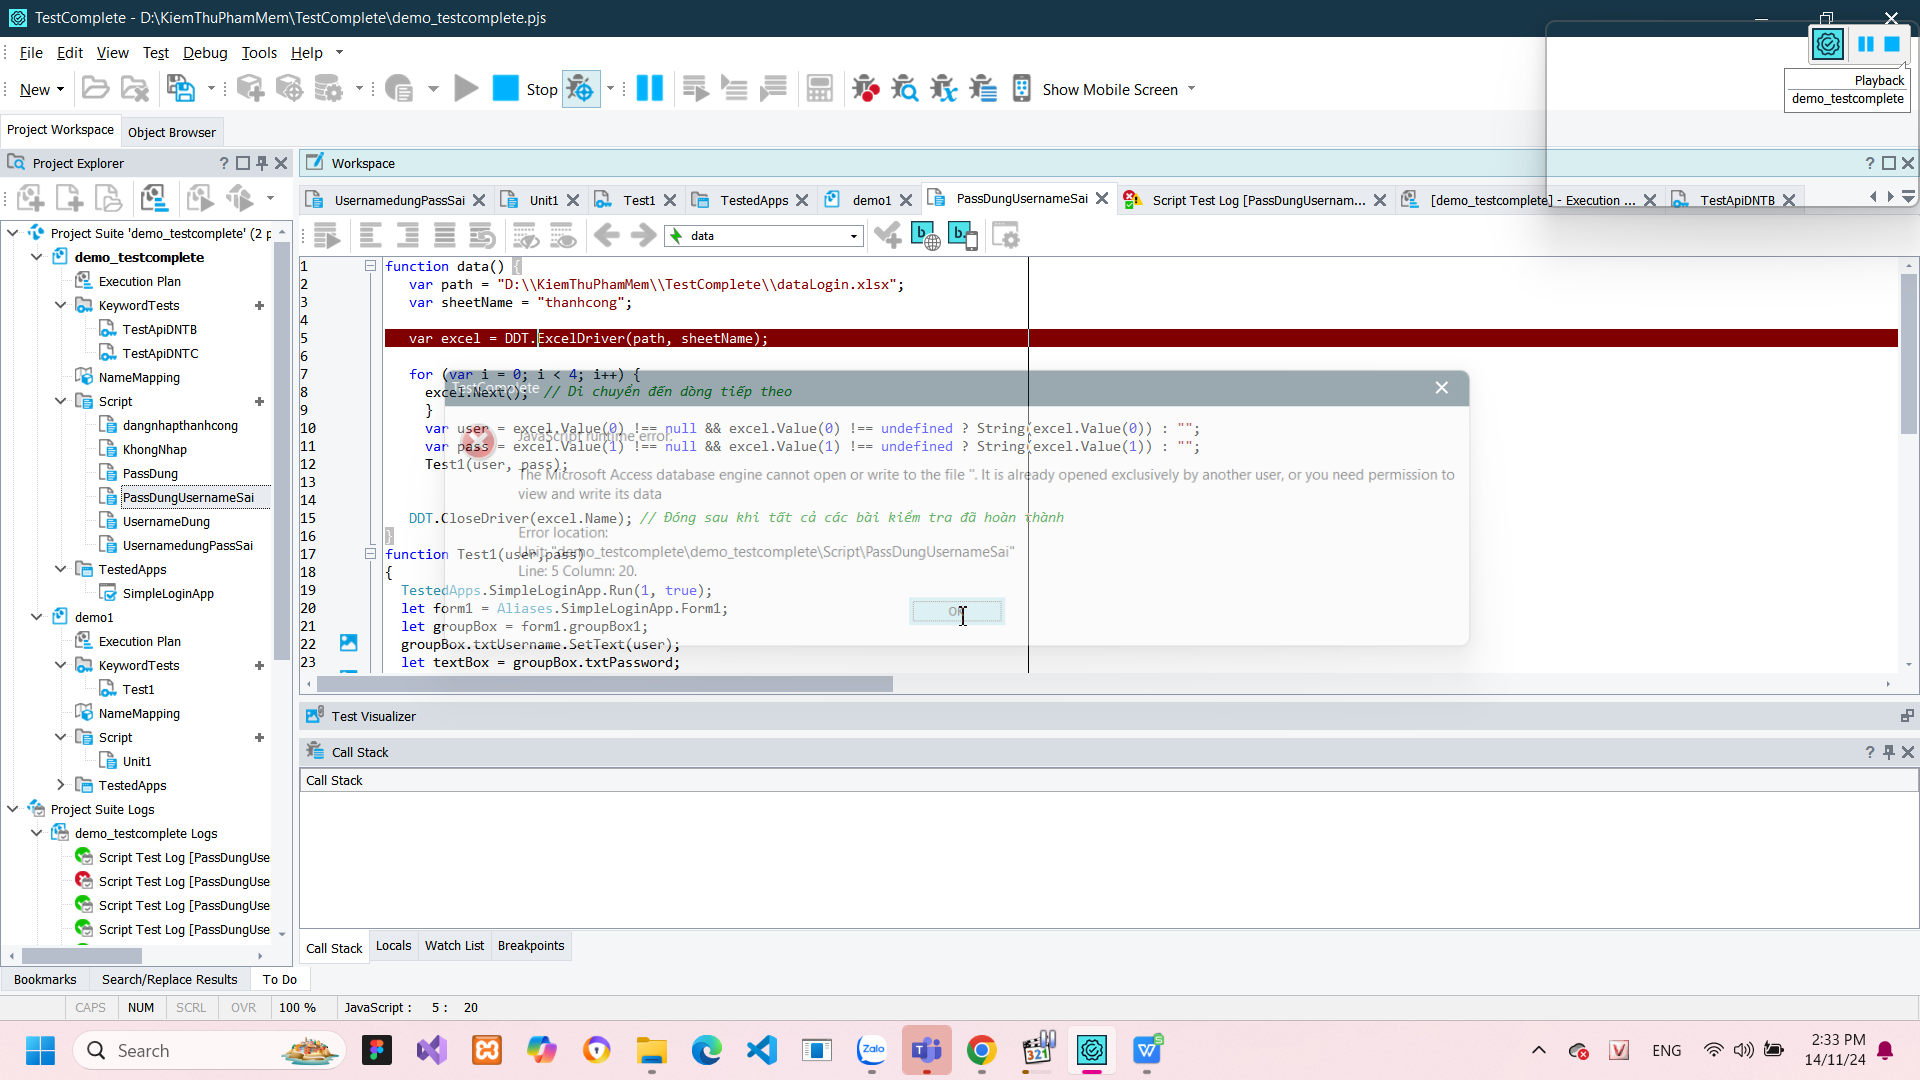 TestComplete - D:\KiemThuPhamMem\TestComplete\demo_testcomplete.pjs
File Edit View Test Debug Tools Help
New
Stop
Show Mobile Screen
Playback
demo_testcomplete
Project Workspace
Object Browser
Project Explorer
Workspace
UsernamedungPassSai
Unit1
Test1
TestedApps
demo1
PassDungUsernameSai
Script Test Log [PassDungUsernam...
[demo_testcomplete] - Execution ...
TestApiDNTB
data
Project Suite 'demo_testcomplete' (2 p
demo_testcomplete
Execution Plan
KeywordTests
TestApiDNTB
TestApiDNTC
NameMapping
Script
dangnhapthanhcong
KhongNhap
PassDung
PassDungUsernameSai
UsernameDung
UsernamedungPassSai
TestedApps
SimpleLoginApp
demo1
Execution Plan
KeywordTests
Test1
NameMapping
Script
Unit1
TestedApps
Project Suite Logs
demo_testcomplete Logs
Script Test Log [PassDungUse
Script Test Log [PassDungUse
Script Test Log [PassDungUse
Script Test Log [PassDungUse
1 function data() {
2 var path = "D:\\KiemThuPhamMem\\TestComplete\\dataLogin.xlsx";
3 var sheetName = "thanhcong";
4
5 var excel = DDT.ExcelDriver(path, sheetName);
6
7 for (var i = 0; i < 4; i++) {
8 excel.Next(); // Di chuyển đến dòng tiếp theo
9 }
10 var user = excel.Value(0) !== null && excel.Value(0) !== undefined ? String(excel.Value(0)) : "";
11 var pass = excel.Value(1) !== null && excel.Value(1) !== undefined ? String(excel.Value(1)) : "";
12 Test1(user, pass);
13
14
15 DDT.CloseDriver(excel.Name); // Đóng sau khi tất cả các bài kiểm tra đã hoàn thành
16 }
17 function Test1(user,pass)
18 {
19 TestedApps.SimpleLoginApp.Run(1, true);
20 let form1 = Aliases.SimpleLoginApp.Form1;
21 let groupBox = form1.groupBox1;
22 groupBox.txtUsername.SetText(user);
23 let textBox = groupBox.txtPassword;
TestComplete
JavaScript runtime error.
The Microsoft Access database engine cannot open or write to the file ''. It is already opened exclusively by another user, or you need permission to
view and write its data
Error location:
Unit: "demo_testcomplete\demo_testcomplete\Script\PassDungUsernameSai"
Line: 5 Column: 20.
OK
Test Visualizer
Call Stack
Call Stack
Call Stack
Locals
Watch List
Breakpoints
Bookmarks
Search/Replace Results
To Do
CAPS
NUM
SCRL
OVR
100 %
JavaScript : 5 : 20
Search
Zalo
321
ENG
2:33 PM
14/11/24